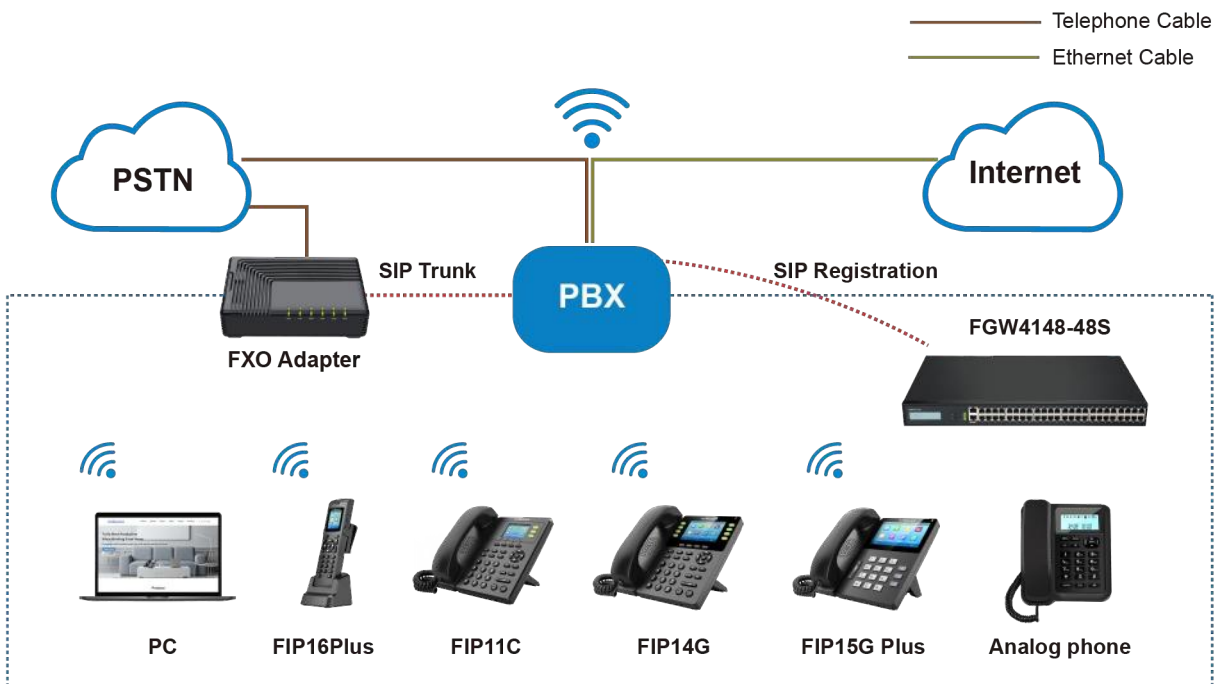 Telephone Cable
Ethernet Cable
PSTN
Internet
SIP Trunk
PBX
SIP Registration
FXO Adapter
FGW4148-48S
PC
FIP16Plus
FIP11C
FIP14G
FIP15G Plus
Analog phone